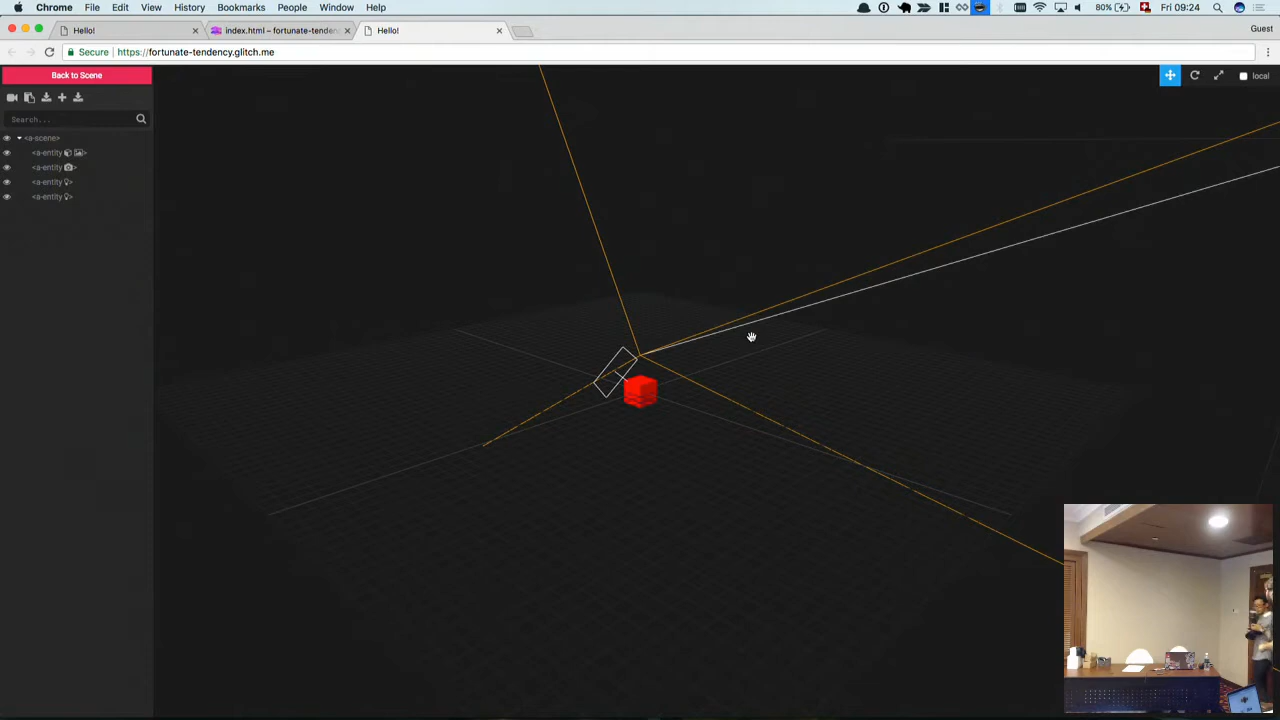 Chrome File Edit View History Bookmarks People Window Help 80% Fri 09:24
Hello! index.html – fortunate-tenden Hello! Guest
Secure https://fortunate-tendency.glitch.me
Back to Scene local
Search...
<a-scene>
<a-entity >
<a-entity >
<a-entity >
<a-entity >